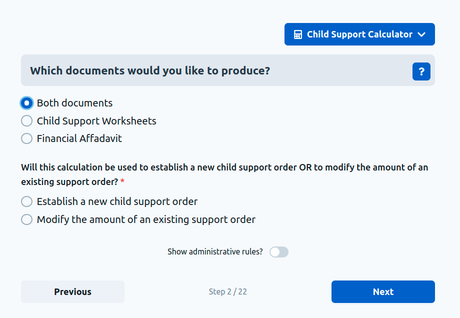 Child Support Calculator
Which documents would you like to produce?
?
Both documents
Child Support Worksheets
Financial Affadavit
Will this calculation be used to establish a new child support order OR to modify the amount of an
existing support order? *
Establish a new child support order
Modify the amount of an existing support order
Show administrative rules?
Previous
Step 2 / 22
Next